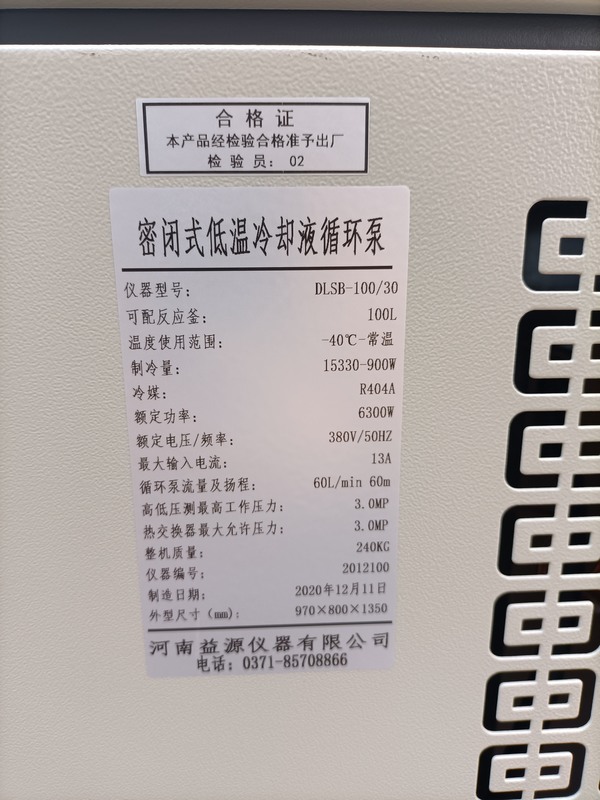 合格证
本产品经检验合格准予出厂
检验员: 02
密闭式低温冷却液循环泵
仪器型号: DLSB-100/30
可配反应釜: 100L
温度使用范围: -40℃-常温
制冷量: 15330-900W
冷媒: R404A
额定功率: 6300W
额定电压/频率: 380V/50HZ
最大输入电流: 13A
循环泵流量及扬程: 60L/min 60m
高低压测最高工作压力: 3.0MP
热交换器最大允许压力: 3.0MP
整机质量: 240KG
仪器编号: 2012100
制造日期: 2020年12月11日
外型尺寸(mm): 970×800×1350
河南益源仪器有限公司
电话: 0371-85708866